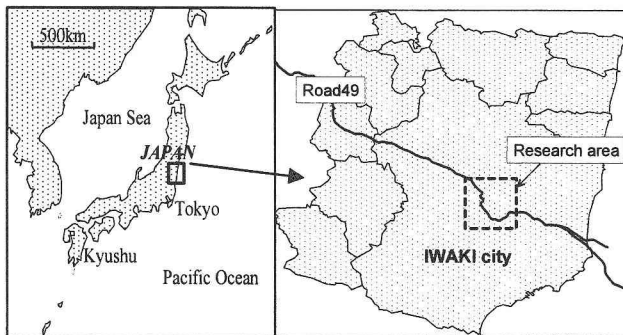 500km
Japan Sea
JAPAN
Tokyo
Kyushu
Pacific Ocean
Road49
Research area
IWAKI city